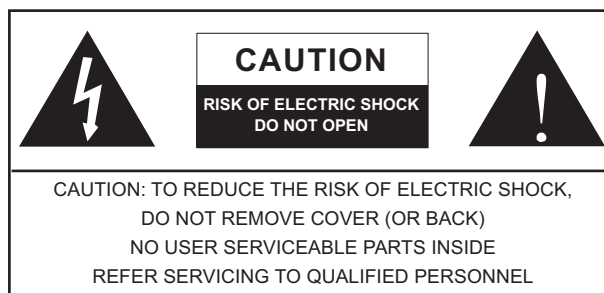 CAUTION
RISK OF ELECTRIC SHOCK
DO NOT OPEN
!
CAUTION: TO REDUCE THE RISK OF ELECTRIC SHOCK,
DO NOT REMOVE COVER (OR BACK)
NO USER SERVICEABLE PARTS INSIDE
REFER SERVICING TO QUALIFIED PERSONNEL